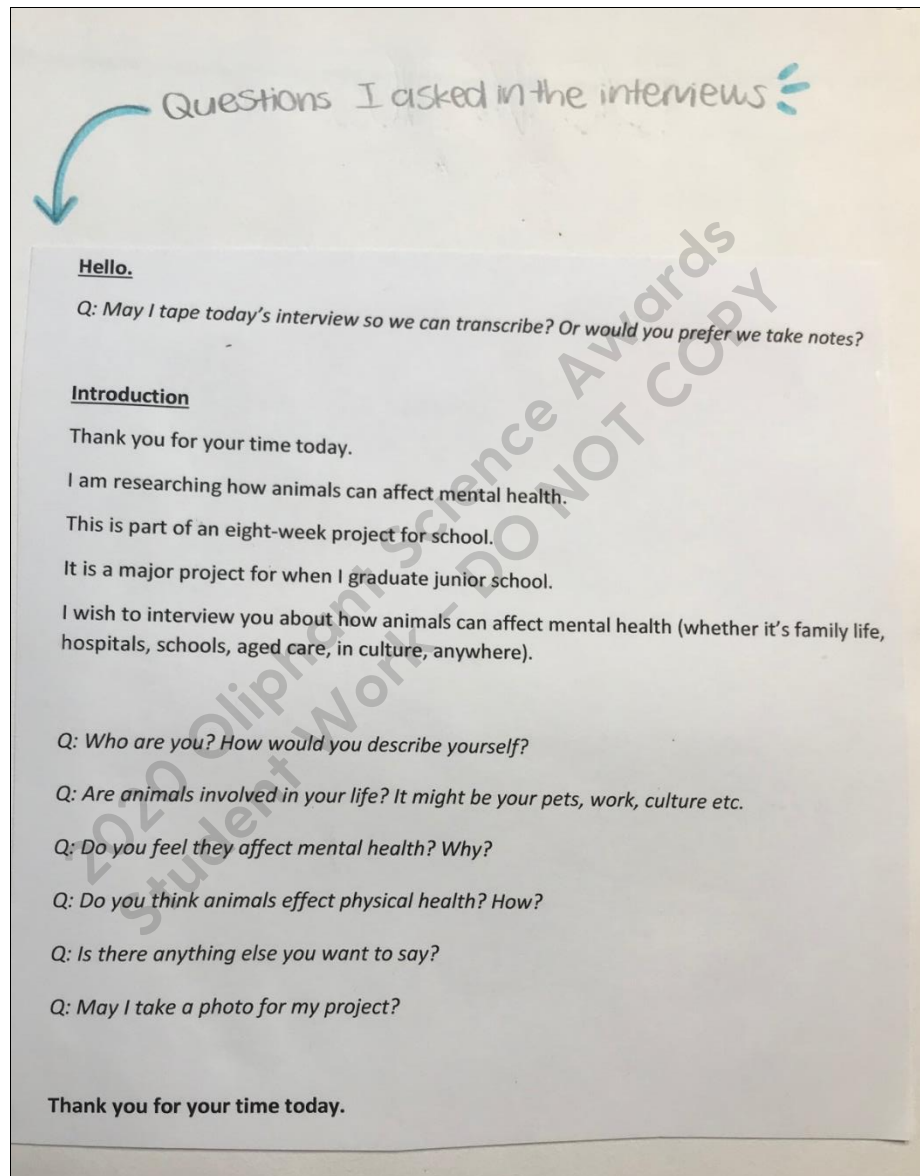 Questions I asked in the interviews
Hello.
Q: May I tape today's interview so we can transcribe? Or would you prefer we take notes?
Introduction
Thank you for your time today.
I am researching how animals can affect mental health.
This is part of an eight-week project for school.
It is a major project for when I graduate junior school.
I wish to interview you about how animals can affect mental health (whether it's family life,
hospitals, schools, aged care, in culture, anywhere).
Q: Who are you? How would you describe yourself?
Q: Are animals involved in your life? It might be your pets, work, culture etc.
Q: Do you feel they affect mental health? Why?
Q: Do you think animals effect physical health? How?
Q: Is there anything else you want to say?
Q: May I take a photo for my project?
Thank you for your time today.
2020 Oliphant Science Awards
Student Work - DO NOT COPY